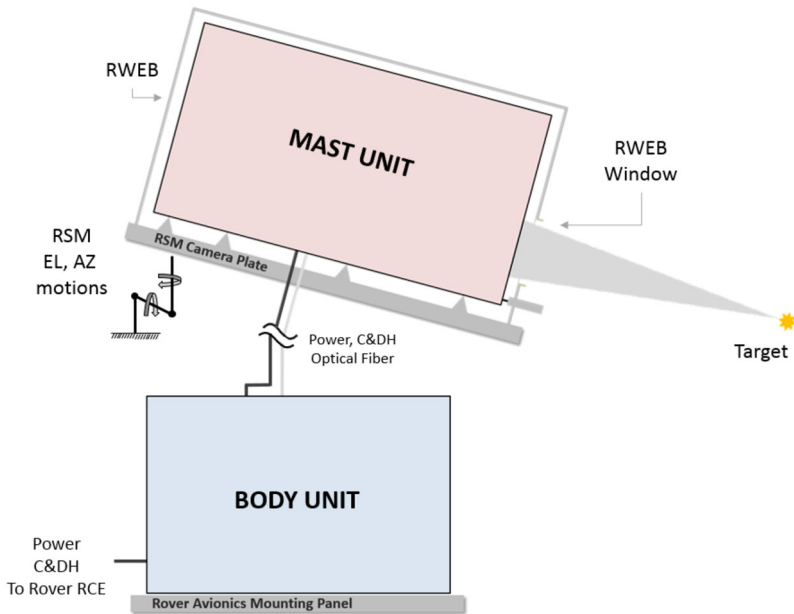 RWEB
MAST UNIT
RWEB
Window
RSM
EL, AZ
motions
RSM Camera Plate
Power, C&DH
Optical Fiber
Target
BODY UNIT
Power
C&DH
To Rover RCE
Rover Avionics Mounting Panel